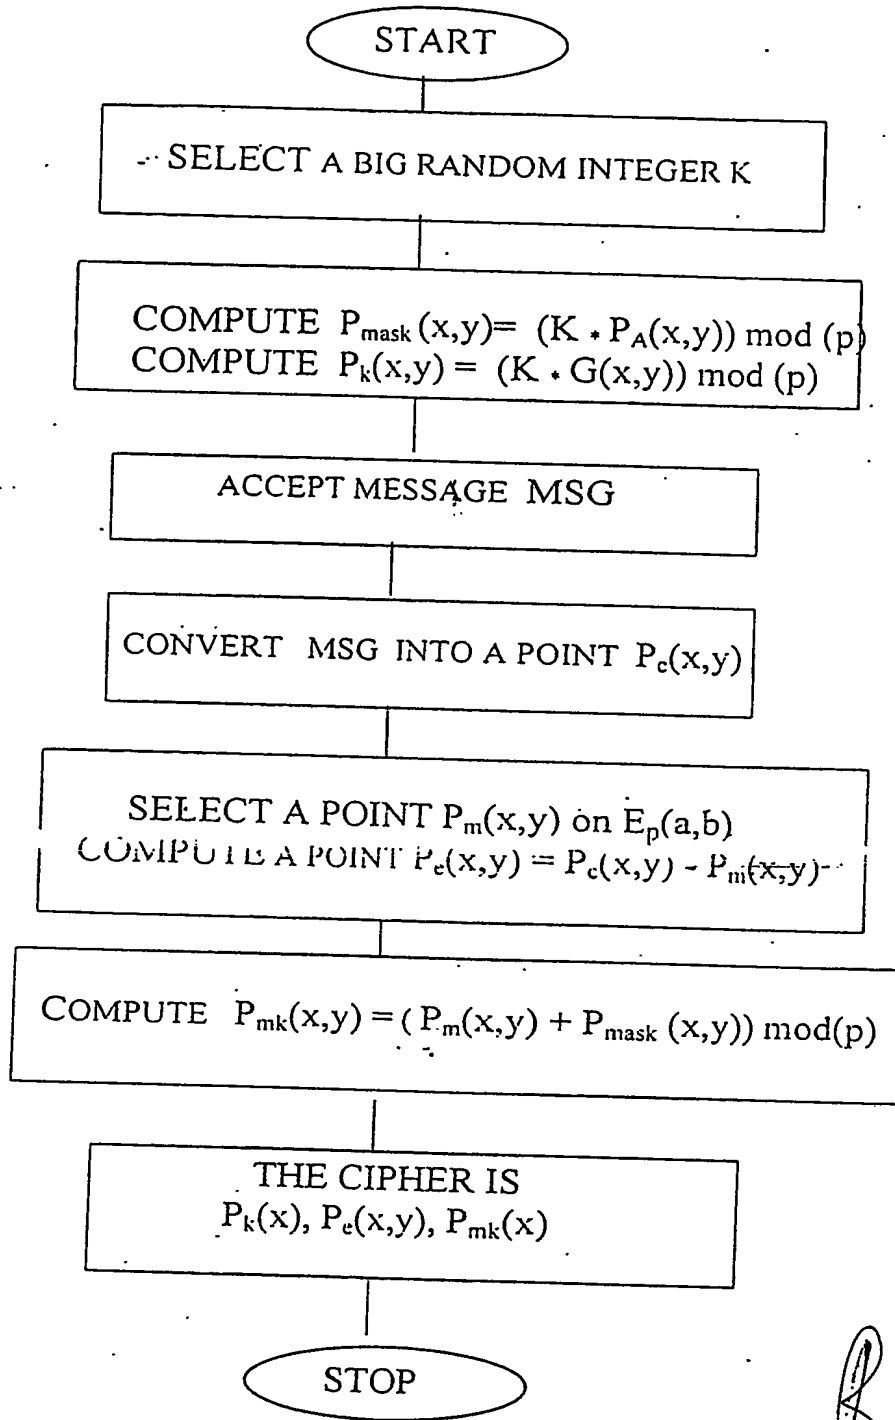 START
SELECT A BIG RANDOM INTEGER K
COMPUTE P_mask(x,y)= (K * P_A(x,y)) mod (p)
COMPUTE P_k(x,y) = (K * G(x,y)) mod (p)
ACCEPT MESSAGE MSG
CONVERT MSG INTO A POINT P_c(x,y)
SELECT A POINT P_m(x,y) on E_p(a,b)
COMPUTE A POINT P_e(x,y) = P_c(x,y) - P_m(x,y)
COMPUTE P_mk(x,y) = ( P_m(x,y) + P_mask (x,y)) mod(p)
THE CIPHER IS
P_k(x), P_e(x,y), P_mk(x)
STOP